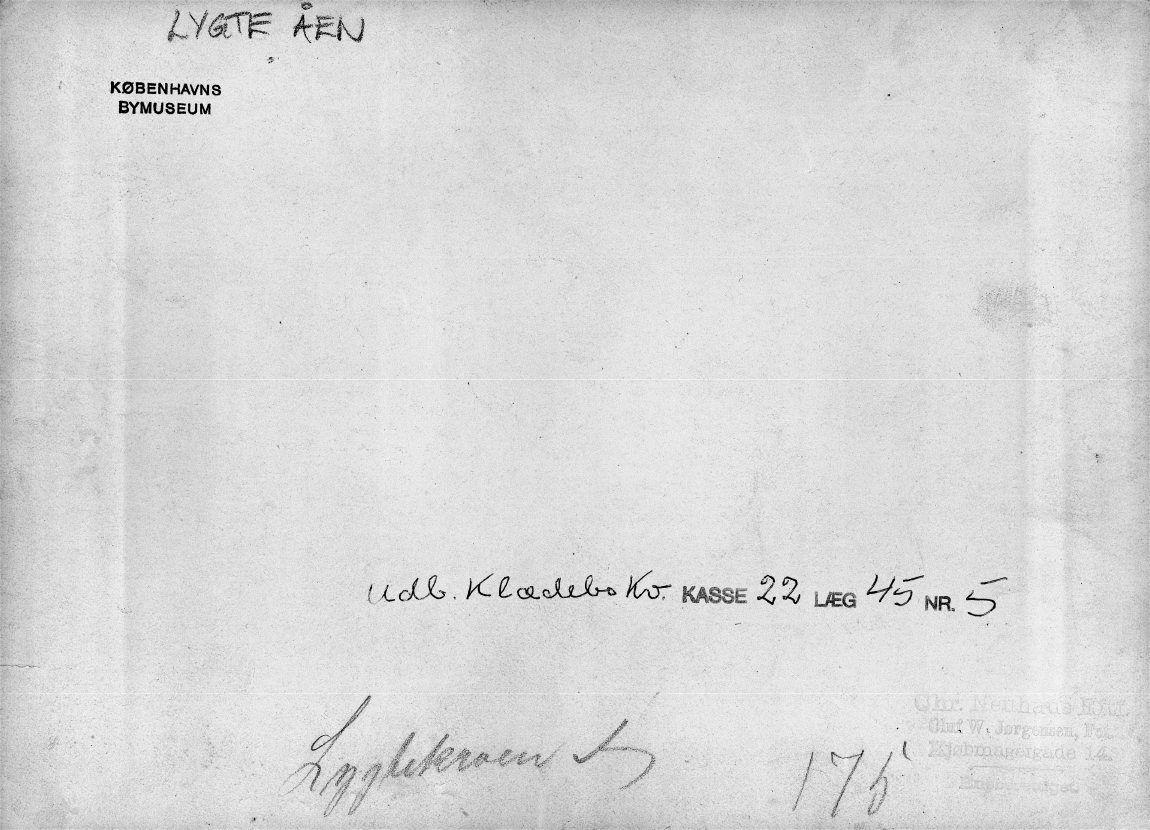 LYGTE ÅEN
KØBENHAVNS
BYMUSEUM
Udb. Klædebo Kv. KASSE 22 LÆG 45 NR. 5
Lygtekroen
175
Chr. Neuhaus Eftf.
Oluf W. Jørgensen, Fot.
Kjøbmagergade 14.